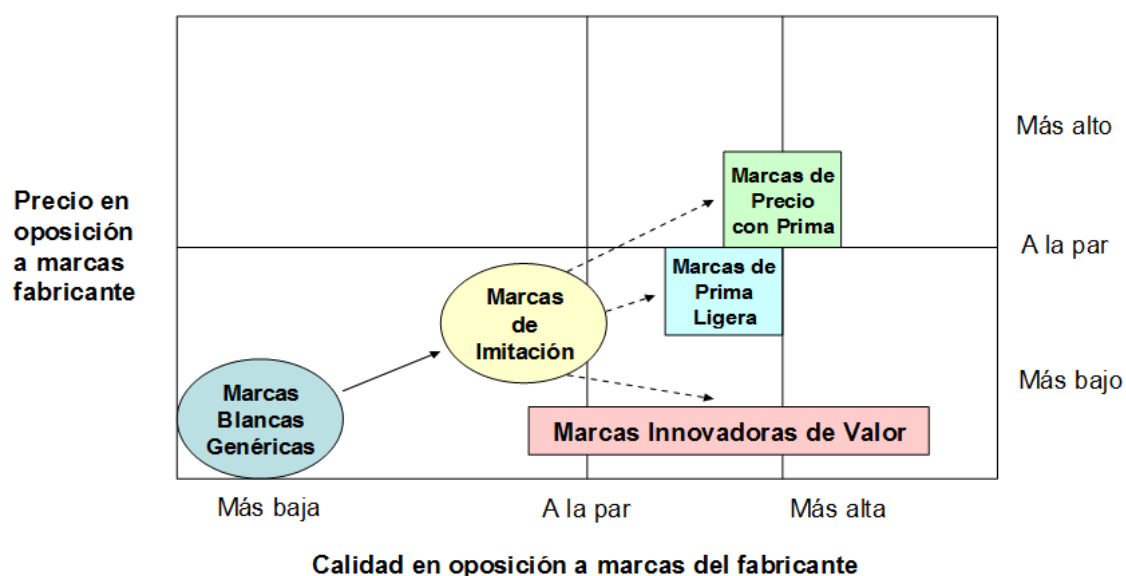 Más alto
Marcas de
Precio
con Prima
Precio en
oposición
a marcas
fabricante
A la par
Marcas de
Prima
Ligera
Marcas
de
Imitación
Más bajo
Marcas
Blancas
Genéricas
Marcas Innovadoras de Valor
Más baja
A la par
Más alta
Calidad en oposición a marcas del fabricante